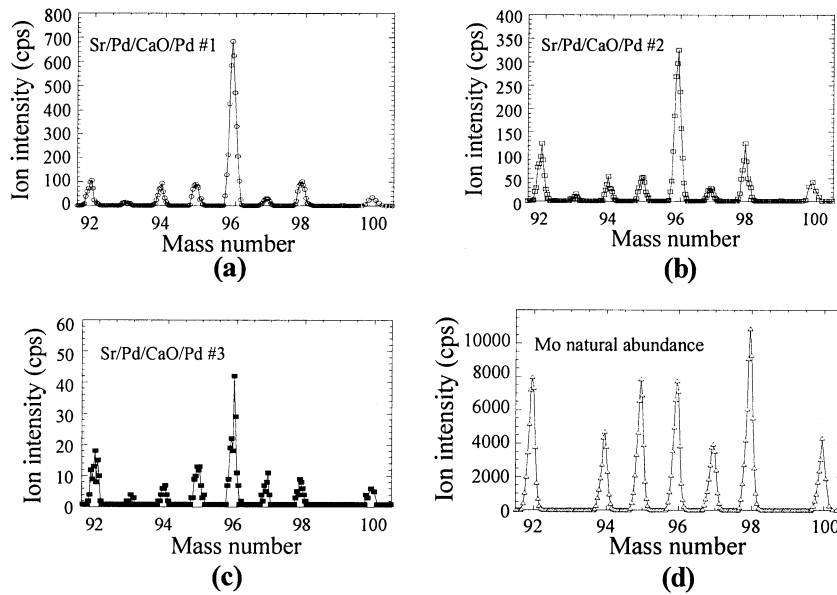 800
700
600
500
400
300
200
100
0
Ion intensity (cps)
Sr/Pd/CaO/Pd #1
92 94 96 98 100
Mass number
(a)
400
350
300
250
200
150
100
50
0
Ion intensity (cps)
Sr/Pd/CaO/Pd #2
92 94 96 98 100
Mass number
(b)
60
50
40
30
20
10
0
Ion intensity (cps)
Sr/Pd/CaO/Pd #3
92 94 96 98 100
Mass number
(c)
10000
8000
6000
4000
2000
0
Ion intensity (cps)
Mo natural abundance
92 94 96 98 100
Mass number
(d)